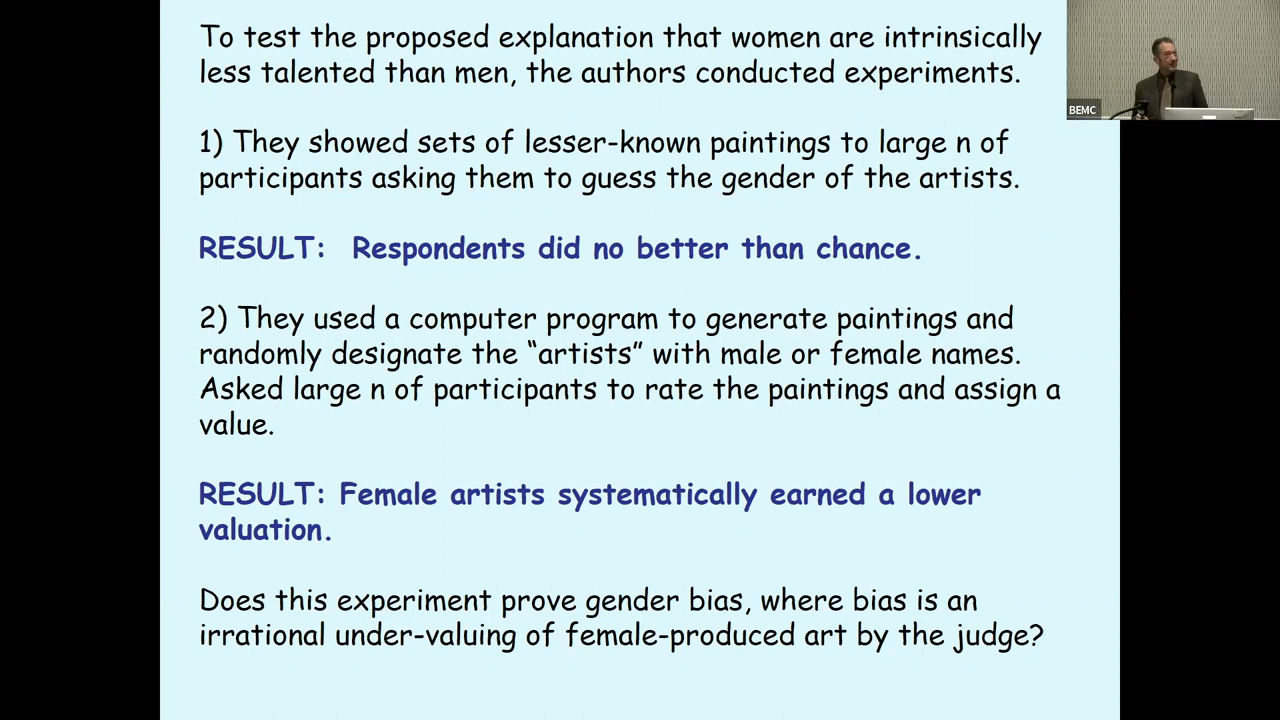 To test the proposed explanation that women are intrinsically
less talented than men, the authors conducted experiments.
1) They showed sets of lesser-known paintings to large n of
participants asking them to guess the gender of the artists.
RESULT:  Respondents did no better than chance.
2) They used a computer program to generate paintings and
randomly designate the “artists” with male or female names.
Asked large n of participants to rate the paintings and assign a
value.
RESULT: Female artists systematically earned a lower
valuation.
Does this experiment prove gender bias, where bias is an
irrational under-valuing of female-produced art by the judge?
BEMC